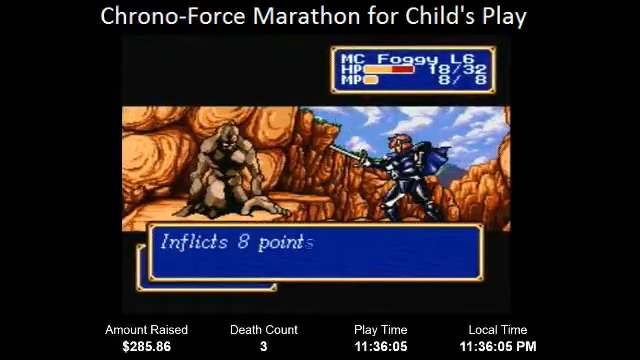 Chrono-Force Marathon for Child's Play
MC Foggy L6
HP 18/32
MP 8/ 8
Inflicts 8 points
Amount Raised Death Count Play Time Local Time
$285.86 3 11:36:05 11:36:05 PM